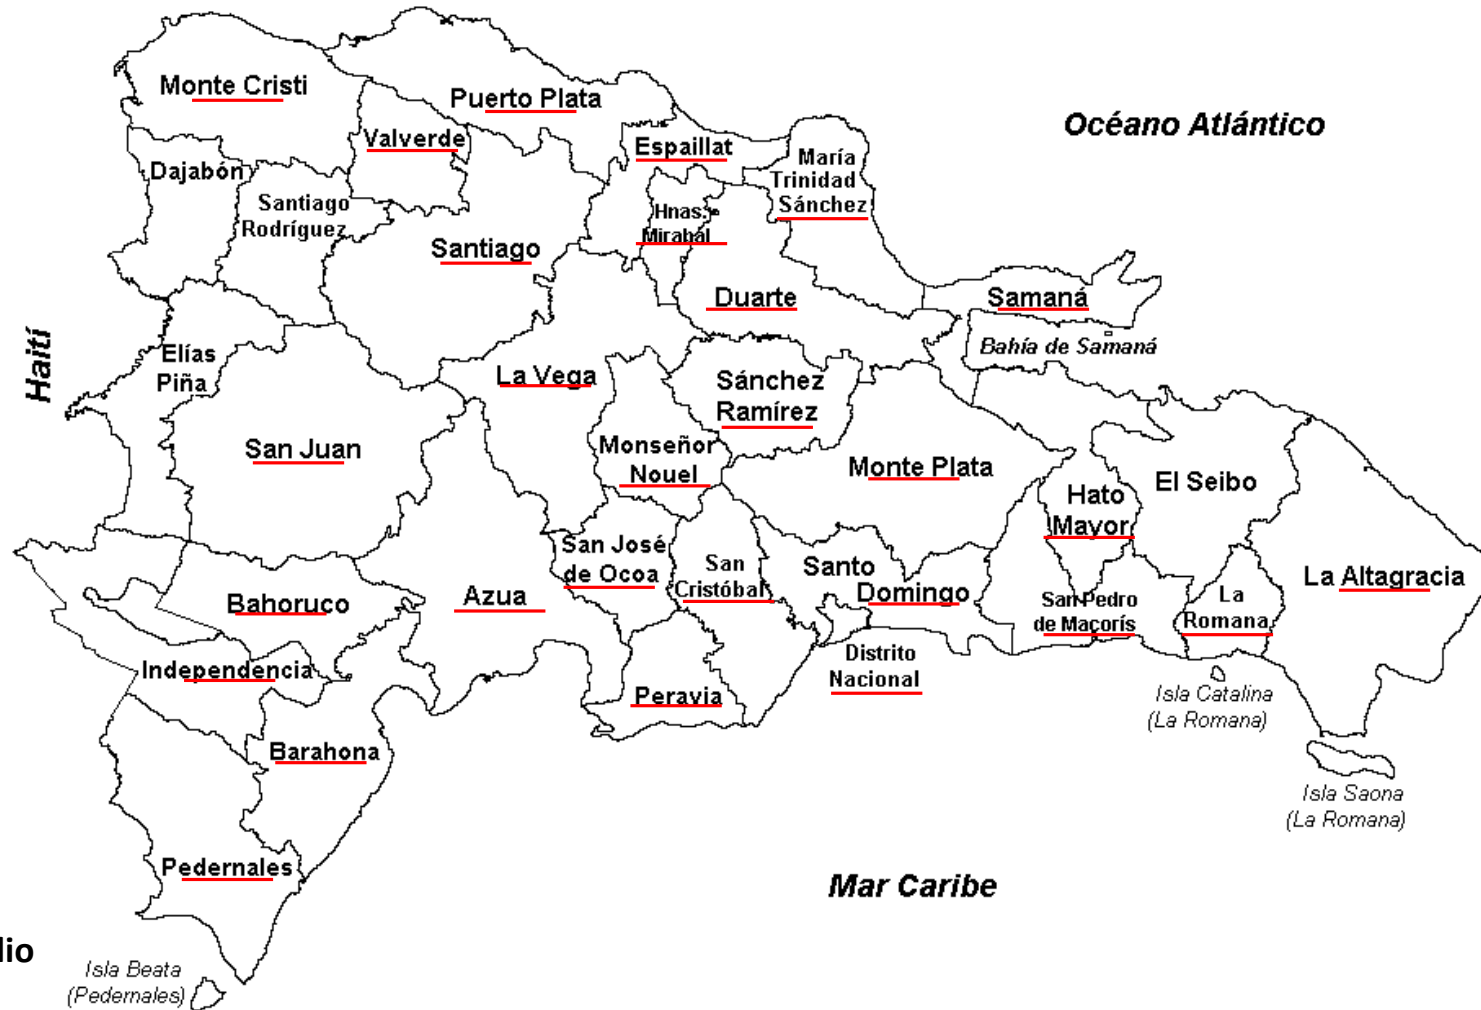 Monte Cristi
Puerto Plata
Océano Atlántico
Valverde
Espaillat
María
Trinidad
Sánchez
Dajabón
Santiago
Rodríguez
Hnas.
Mirabál
Santiago
Duarte
Samaná
Haití
Elías
Piña
Bahía de Samaná
La Vega
Sánchez
Ramírez
San Juan
Monseñor
Nouel
Monte Plata
El Seibo
Hato
Mayor
San José
de Ocoa
San
Cristóbal
Santo
Domingo
La Altagracia
Bahoruco
Azua
San Pedro
de Macorís
La
Romana
Distrito
Nacional
Independencia
Peravia
Isla Catalina
(La Romana)
Barahona
Isla Saona
(La Romana)
Pedernales
Mar Caribe
dio
Isla Beata
(Pedernales)